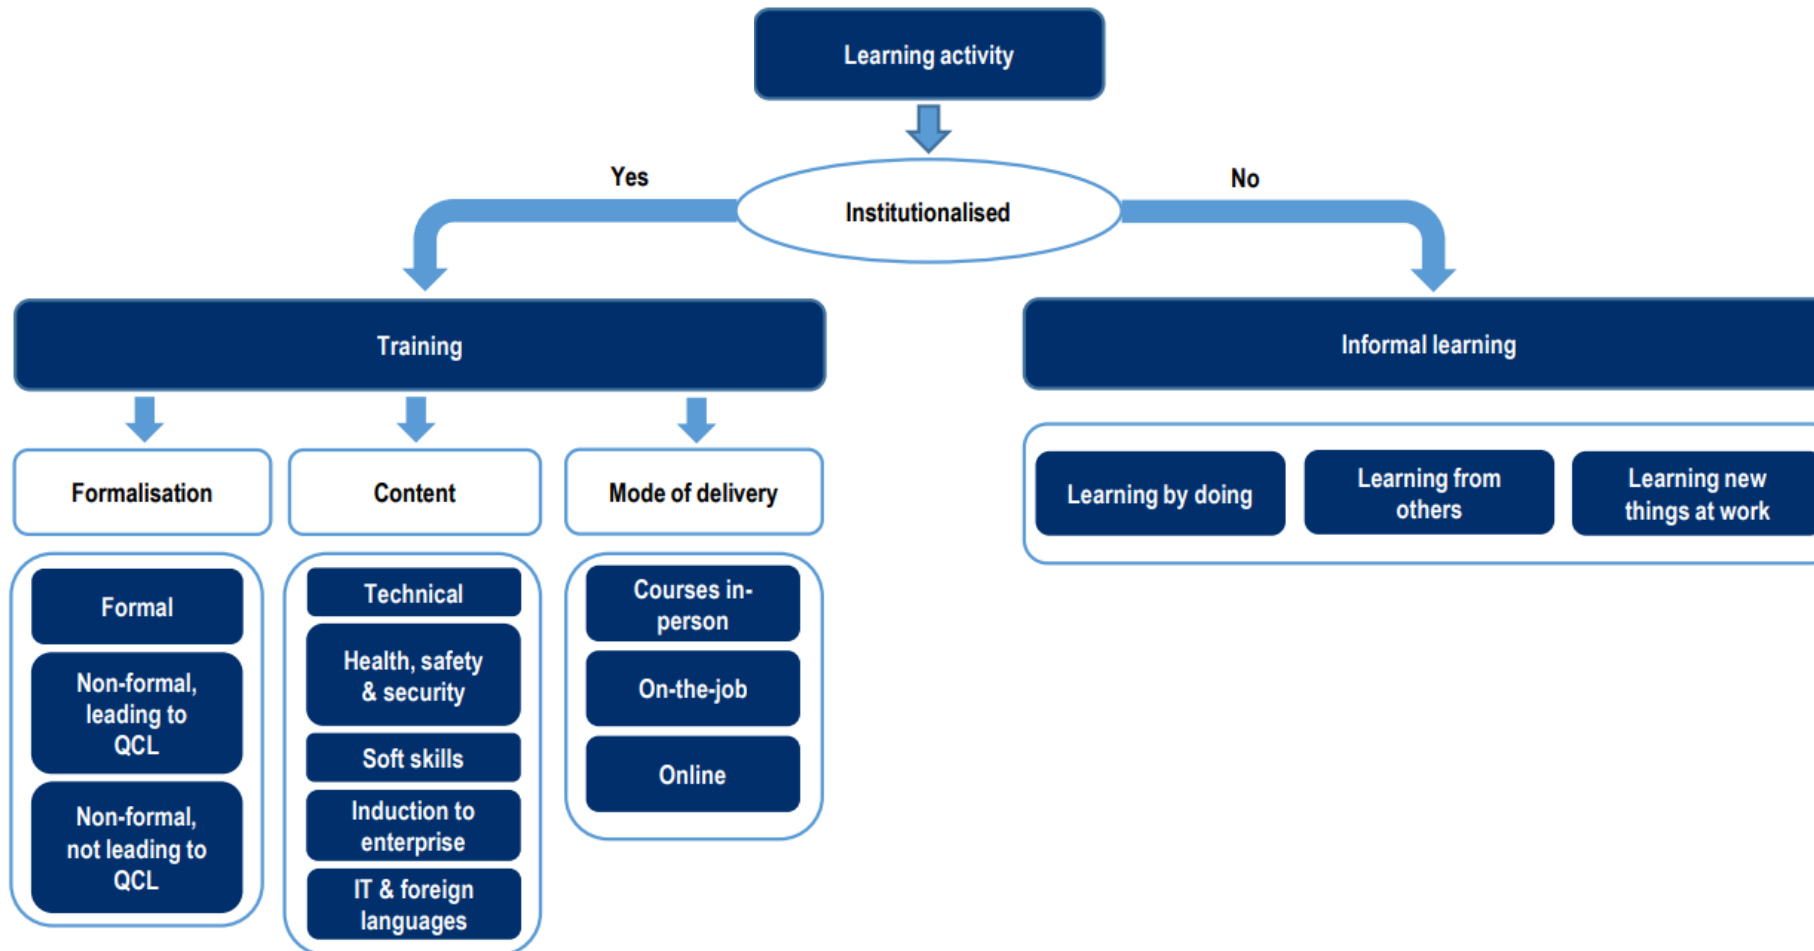 Learning activity
Yes
No
Institutionalised
Training
Informal learning
Formalisation
Content
Mode of delivery
Learning by doing
Learning from
others
Learning new
things at work
Formal
Non-formal,
leading to
QCL
Non-formal,
not leading to
QCL
Technical
Health, safety
& security
Soft skills
Induction to
enterprise
IT & foreign
languages
Courses in-
person
On-the-job
Online